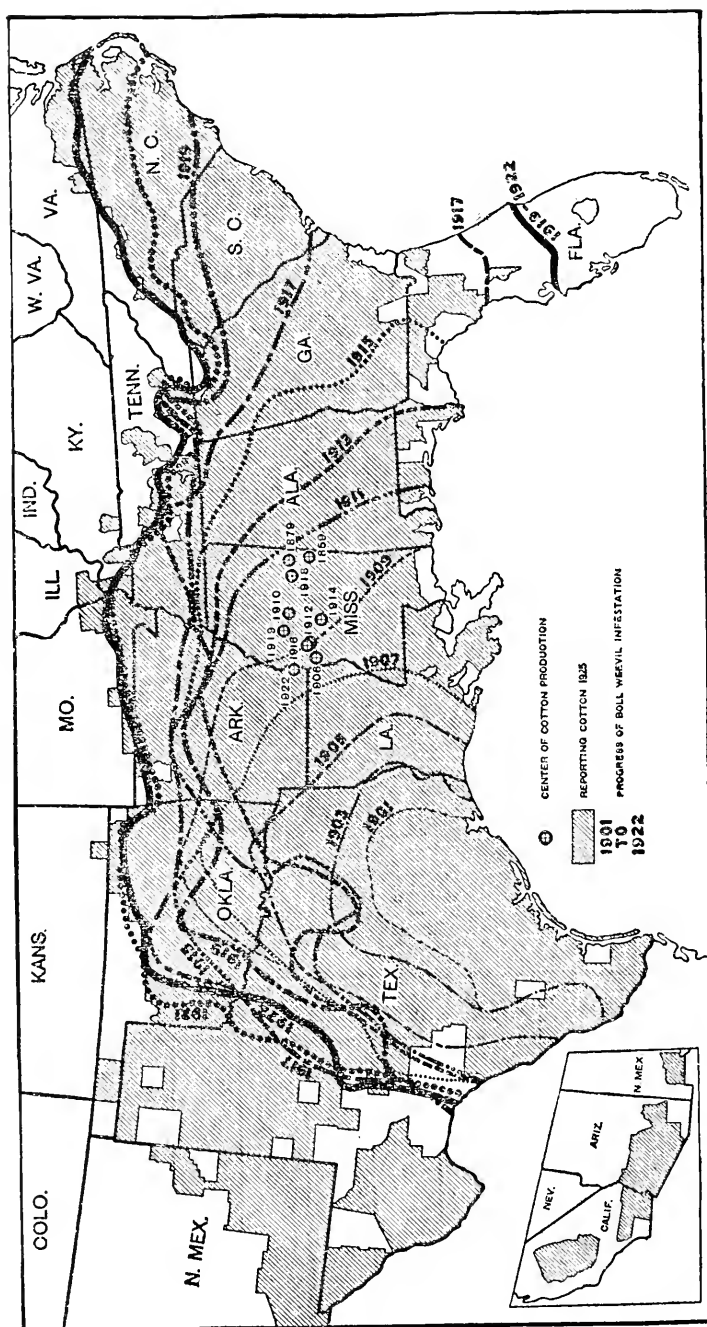 COLO.
KANS.
MO.
ILL
IND.
KY.
W. VA.
VA.
N. MEX.
OKLA.
ARK.
TENN.
N. C.
S. C.
TEX.
LA.
MISS.
ALA.
GA.
FLA.
1901
1903
1907
1909
1911
1913
1915
1917
1919
1917
1919-1922
1922
1910
1879
1859
1914
1912
1916
1918
1906
CENTER OF COTTON PRODUCTION
REPORTING COTTON 1925
1901
TO
1922
PROGRESS OF BOLL WEEVIL INFESTATION
NEV.
CALIF.
ARIZ.
N. MEX